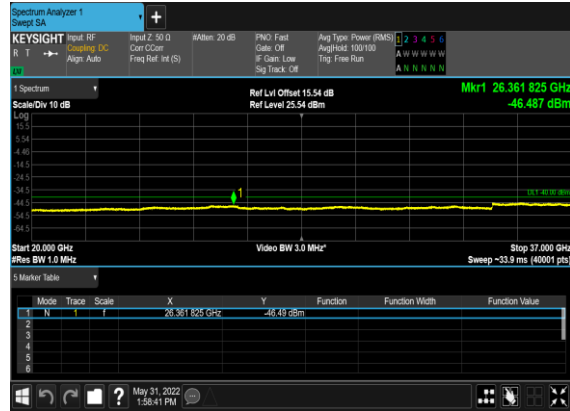 Spectrum Analyzer 1
Swept SA
+
KEYSIGHT Input: RF Input Z: 50 Ω #Atten: 20 dB PNO: Fast Avg Type: Power (RMS) 1 2 3 4 5 6
R T Coupling: DC Corr CCorr Gate: Off Avg|Hold: 100/100 A W W W W W
Align: Auto Freq Ref: Int (S) IF Gain: Low Trig: Free Run
Sig Track: Off A N N N N N
1 Spectrum Ref Lvl Offset 15.54 dB Mkr1 26.361 825 GHz
Scale/Div 10 dB Ref Level 25.54 dBm -46.487 dBm
Log
15.5
5.54
-4.46
-14.5
-24.5
-34.5
1
-44.5
-54.5
-64.5
Start 20.000 GHz Video BW 3.0 MHz* Stop 37.000 GHz
#Res BW 1.0 MHz Sweep ~33.9 ms (40001 pts)
5 Marker Table
Mode Trace Scale X Y Function Function Width Function Value
1 N 1 f 26.361 825 GHz -46.49 dBm
2
3
4
5
6
? May 31, 2022
1:58:41 PM